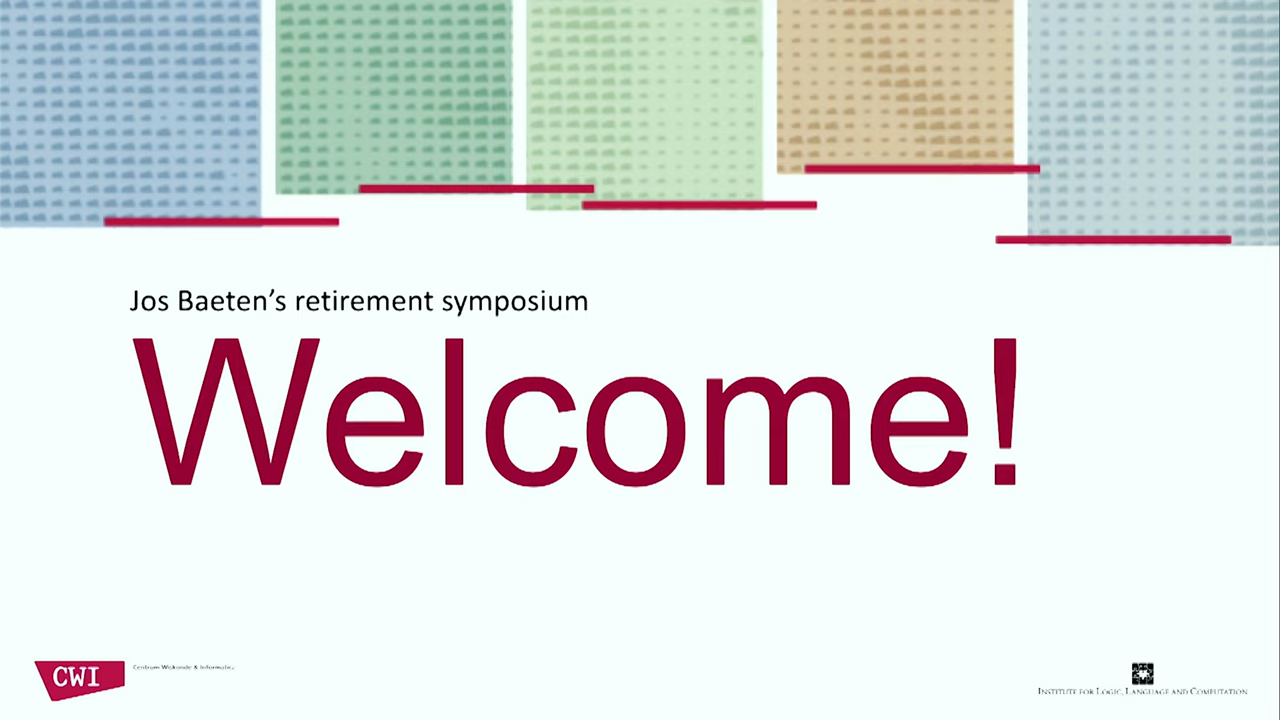 Jos Baeten’s retirement symposium
Welcome!
CWI
Centrum Wiskunde & Informatica
INSTITUTE FOR LOGIC, LANGUAGE AND COMPUTATION